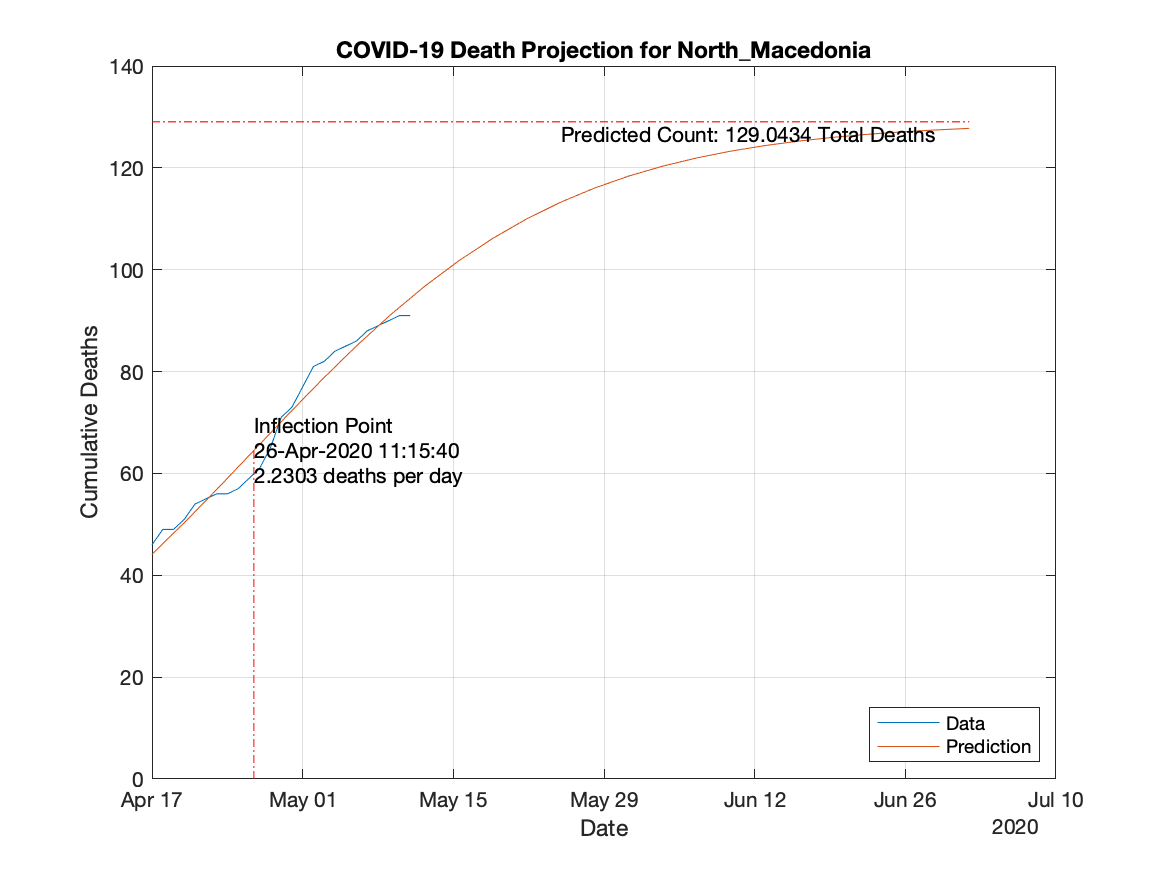 COVID-19 Death Projection for North_Macedonia
140
120
100
80
60
40
20
0
Cumulative Deaths
Predicted Count: 129.0434 Total Deaths
Inflection Point
26-Apr-2020 11:15:40
2.2303 deaths per day
Data
Prediction
Apr 17
May 01
May 15
May 29
Jun 12
Jun 26
Jul 10
Date
2020